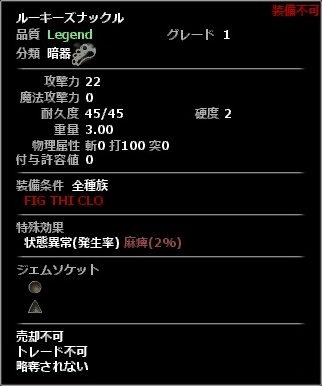 装備不可
ルーキーズナックル
品質 Legend グレード 1
分類 暗器
攻撃力 22
魔法攻撃力 0
耐久度 45/45 硬度 2
重量 3.00
物理属性 斬0 打100 突0
付与許容値 0
装備条件 全種族
FIG THI CLO
特殊効果
状態異常(発生率) 麻痺(2%)
ジェムソケット
売却不可
トレード不可
略奪されない